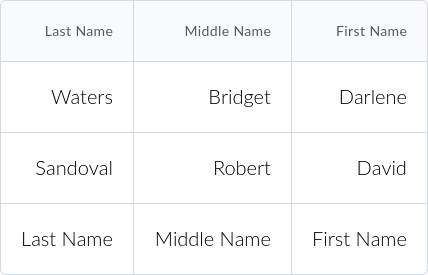 Last Name Middle Name First Name
Waters Bridget Darlene
Sandoval Robert David
Last Name Middle Name First Name